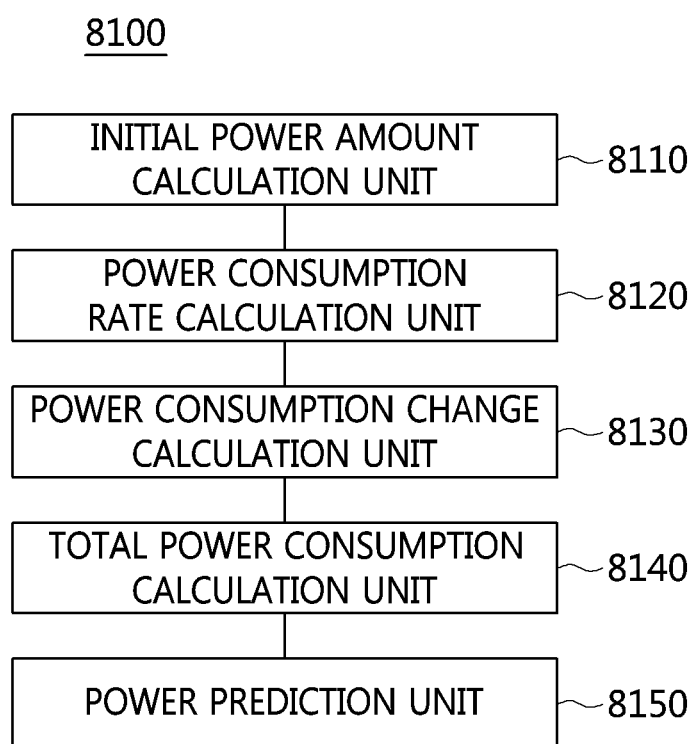 8100
INITIAL POWER AMOUNT
CALCULATION UNIT
8110
POWER CONSUMPTION
RATE CALCULATION UNIT
8120
POWER CONSUMPTION CHANGE
CALCULATION UNIT
8130
TOTAL POWER CONSUMPTION
CALCULATION UNIT
8140
POWER PREDICTION UNIT
8150